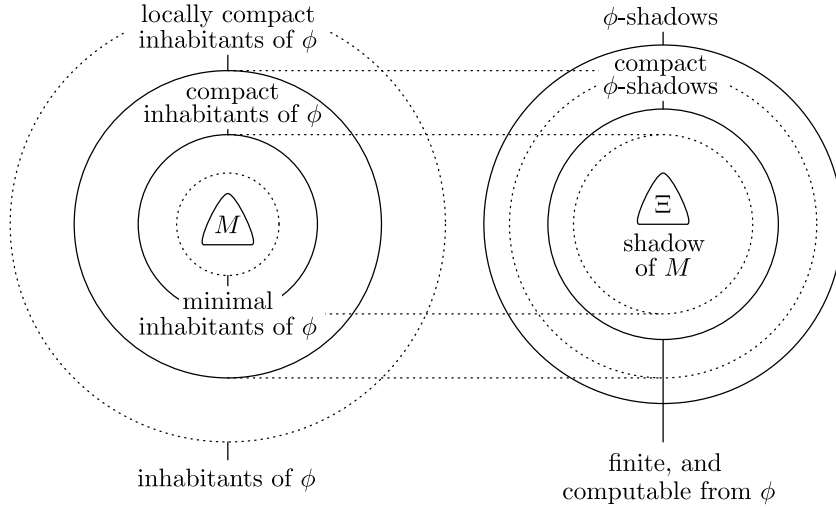 locally compact
inhabitants of ϕ
compact
inhabitants of ϕ
M
minimal
inhabitants of ϕ
inhabitants of ϕ
ϕ-shadows
compact
ϕ-shadows
Ξ
shadow
of M
finite, and
computable from ϕ